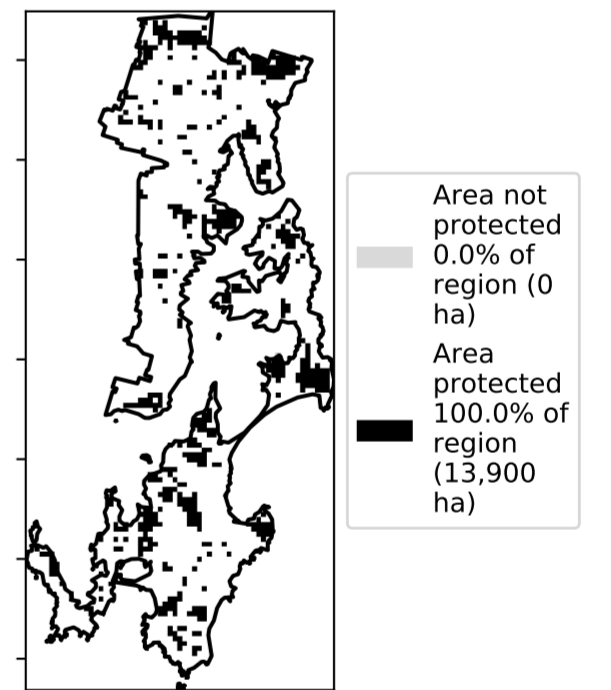 Area not
protected
0.0% of
region (0
ha)
Area
protected
100.0% of
region
(13,900
ha)